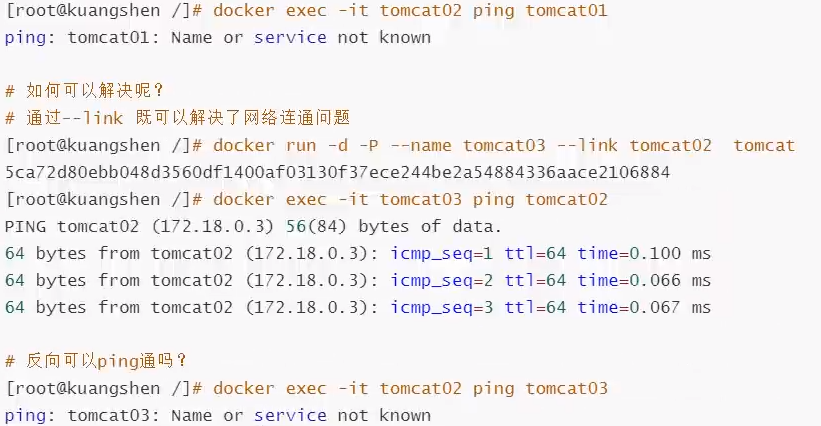 [root@kuangshen /]# docker exec -it tomcat02 ping tomcat01
ping: tomcat01: Name or service not known
# 如何可以解决呢？
# 通过--link 既可以解决了网络连通问题
[root@kuangshen /]# docker run -d -P --name tomcat03 --link tomcat02  tomcat
5ca72d80ebb048d3560df1400af03130f37ece244be2a54884336aace2106884
[root@kuangshen /]# docker exec -it tomcat03 ping tomcat02
PING tomcat02 (172.18.0.3) 56(84) bytes of data.
64 bytes from tomcat02 (172.18.0.3): icmp_seq=1 ttl=64 time=0.100 ms
64 bytes from tomcat02 (172.18.0.3): icmp_seq=2 ttl=64 time=0.066 ms
64 bytes from tomcat02 (172.18.0.3): icmp_seq=3 ttl=64 time=0.067 ms
# 反向可以ping通吗？
[root@kuangshen /]# docker exec -it tomcat02 ping tomcat03
ping: tomcat03: Name or service not known